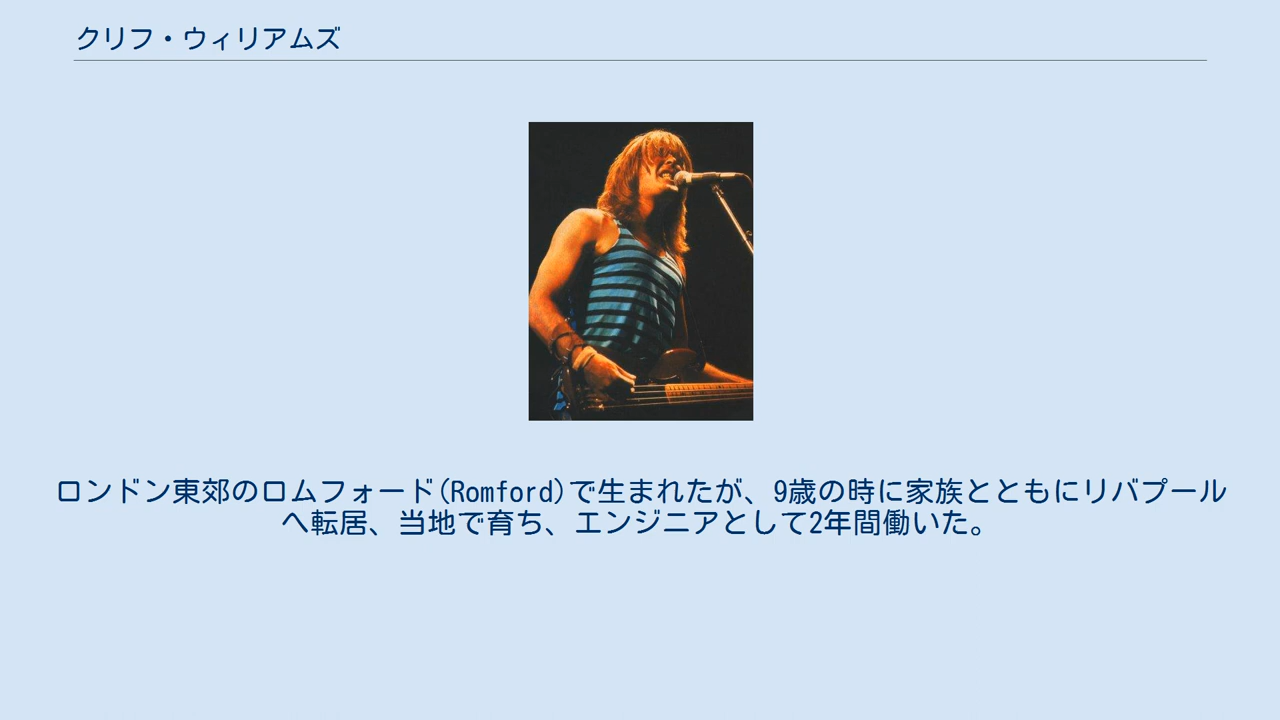 クリフ・ウィリアムズ
ロンドン東郊のロムフォード(Romford)で生まれたが、9歳の時に家族とともにリバプール
へ転居、当地で育ち、エンジニアとして2年間働いた。